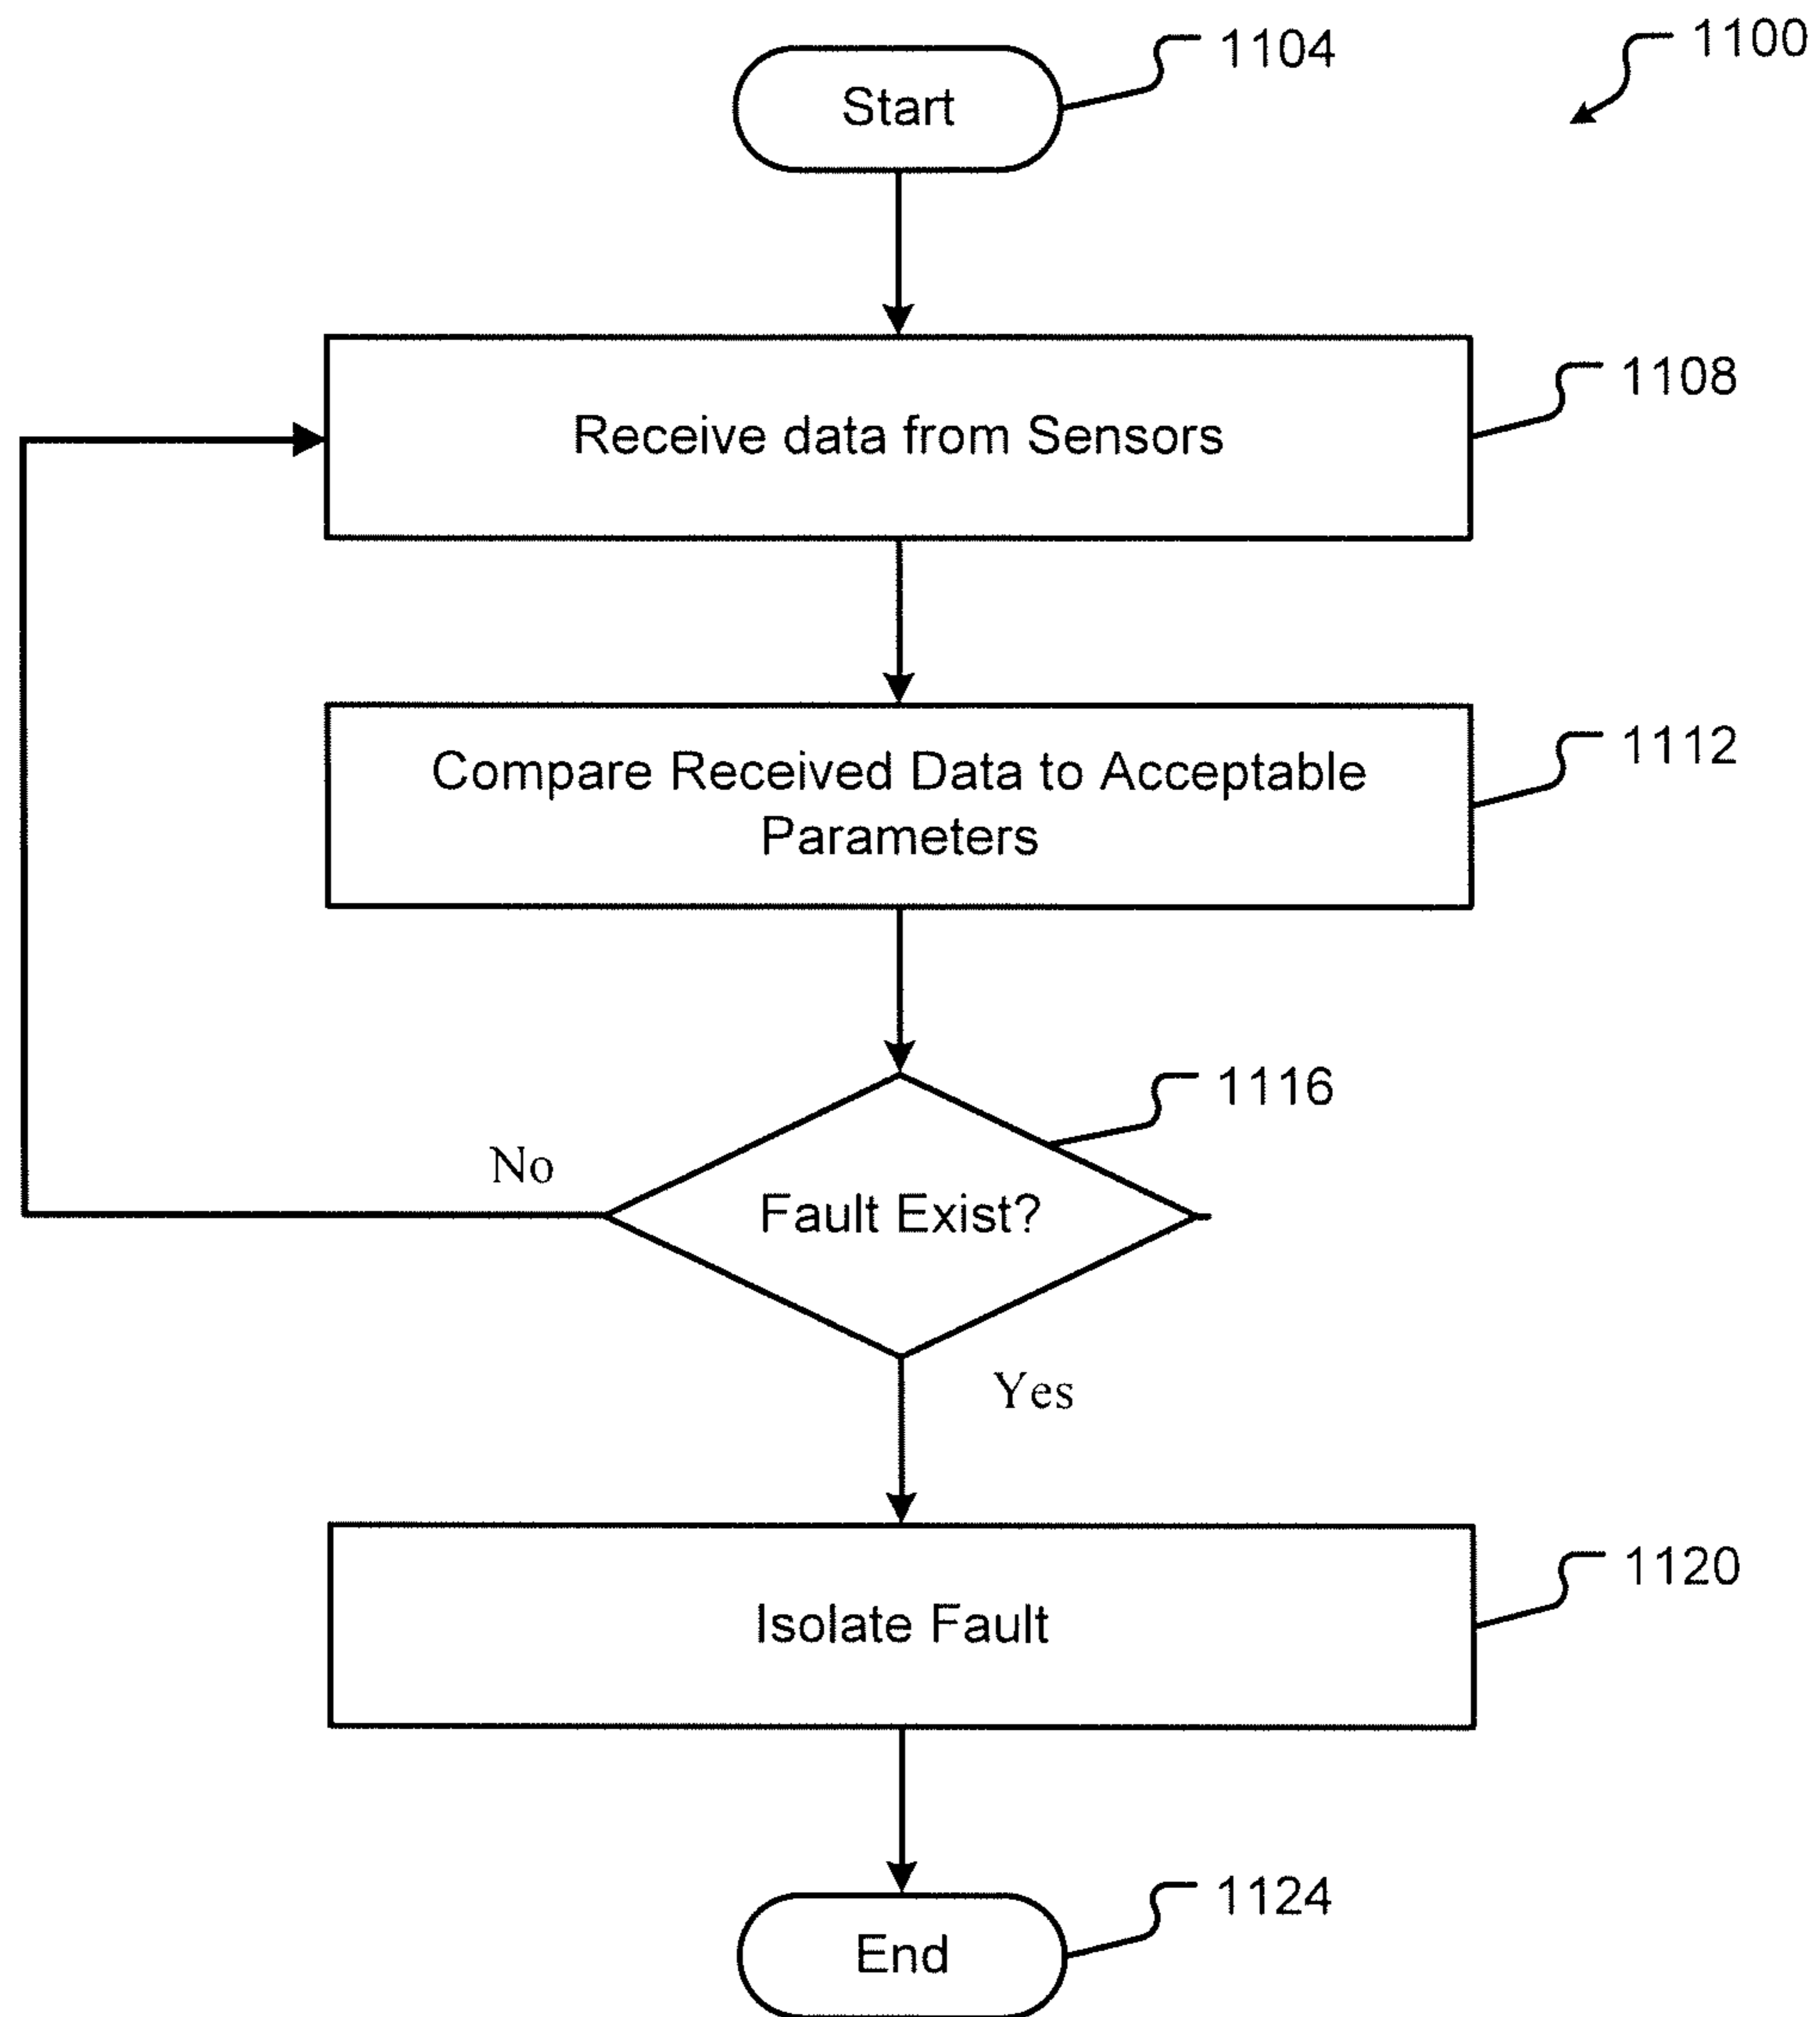 1104
1100
Start
1108
Receive data from Sensors
1112
Compare Received Data to Acceptable
Parameters
1116
No
Fault Exist?
Yes
1120
Isolate Fault
1124
End